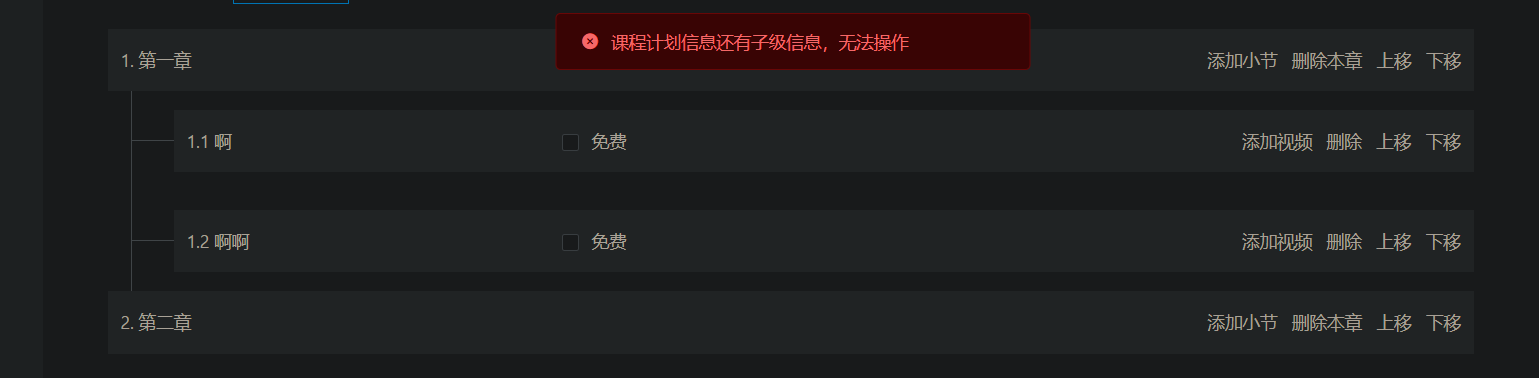 课程计划信息还有子级信息，无法操作
1. 第一章 添加小节 删除本章 上移 下移
1.1 啊 免费 添加视频 删除 上移 下移
1.2 啊啊 免费 添加视频 删除 上移 下移
2. 第二章 添加小节 删除本章 上移 下移